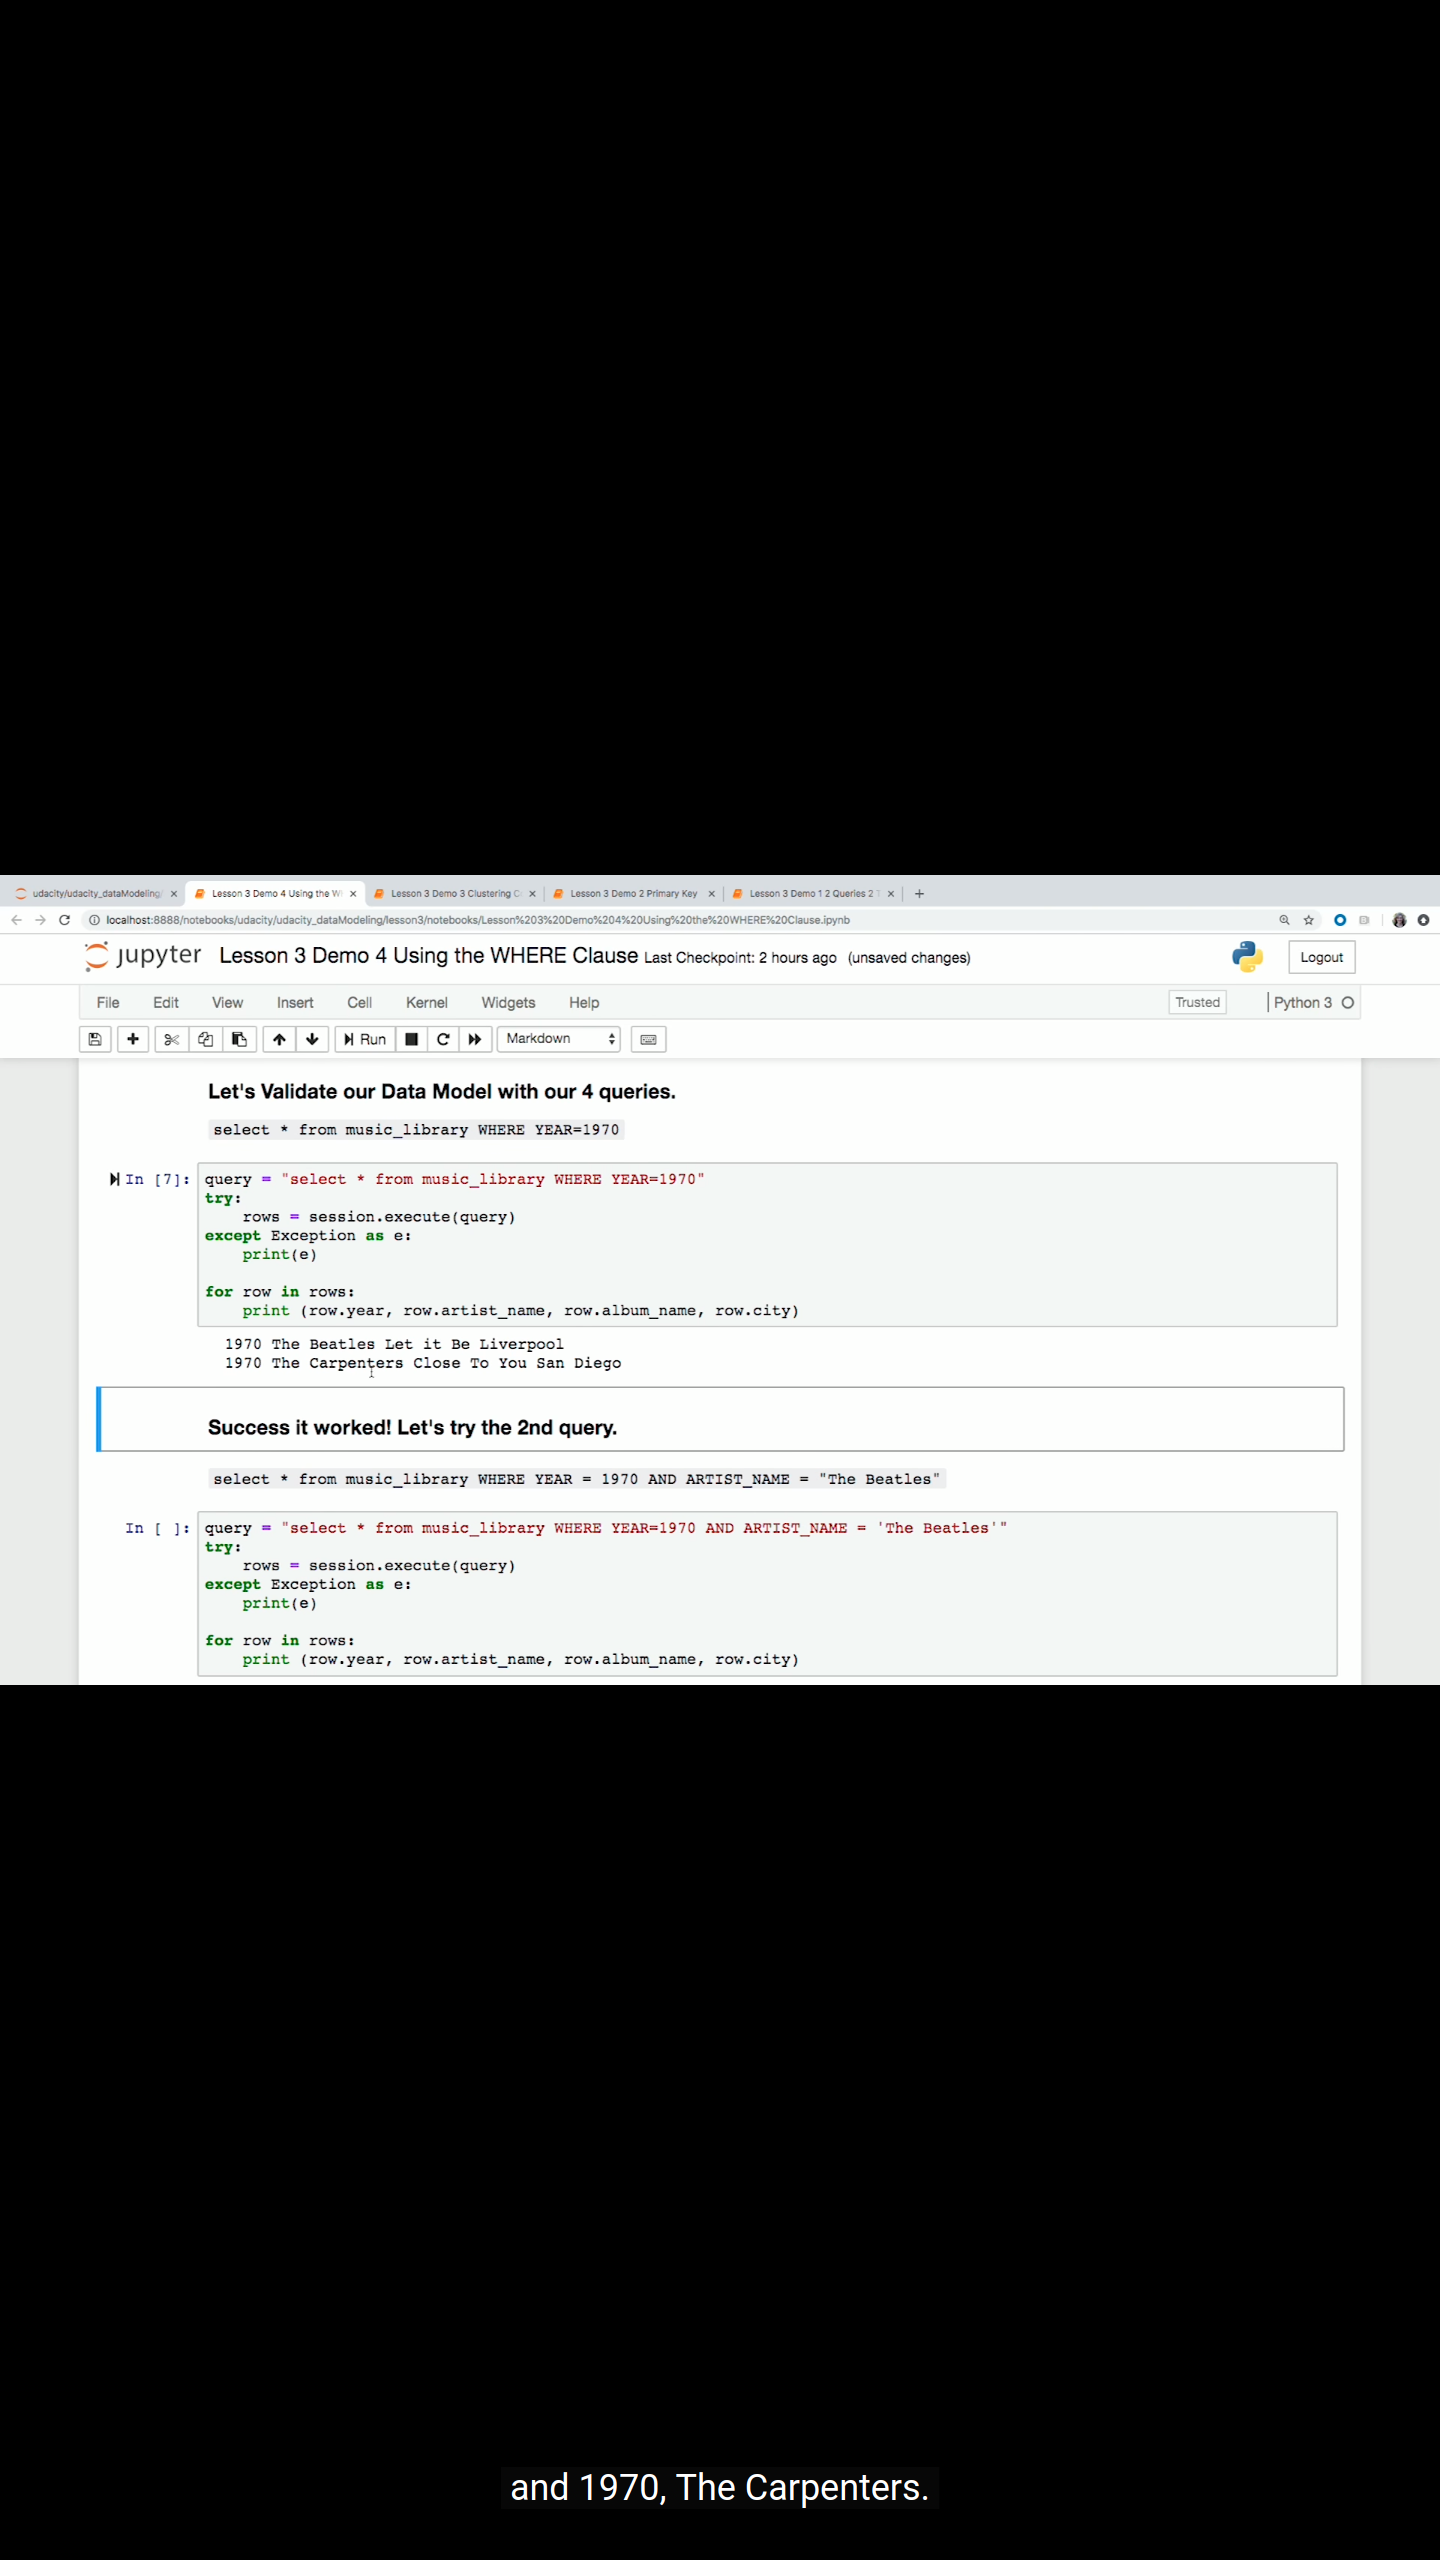 udacity/udacity_dataModeling/
Lesson 3 Demo 4 Using the W
Lesson 3 Demo 3 Clustering C
Lesson 3 Demo 2 Primary Key
Lesson 3 Demo 1 2 Queries 2
localhost:8888/notebooks/udacity/udacity_dataModeling/lesson3/notebooks/Lesson%203%20Demo%204%20Using%20the%20WHERE%20Clause.ipynb
jupyter Lesson 3 Demo 4 Using the WHERE Clause Last Checkpoint: 2 hours ago (unsaved changes)
Logout
File Edit View Insert Cell Kernel Widgets Help
Trusted
Python 3
Run
Markdown
Let's Validate our Data Model with our 4 queries.
select * from music_library WHERE YEAR=1970
In [7]: query = "select * from music_library WHERE YEAR=1970"
try:
    rows = session.execute(query)
except Exception as e:
    print(e)
for row in rows:
    print (row.year, row.artist_name, row.album_name, row.city)
1970 The Beatles Let it Be Liverpool
1970 The Carpenters Close To You San Diego
Success it worked! Let's try the 2nd query.
select * from music_library WHERE YEAR = 1970 AND ARTIST_NAME = "The Beatles"
In [ ]: query = "select * from music_library WHERE YEAR=1970 AND ARTIST_NAME = 'The Beatles'"
try:
    rows = session.execute(query)
except Exception as e:
    print(e)
for row in rows:
    print (row.year, row.artist_name, row.album_name, row.city)
and 1970, The Carpenters.